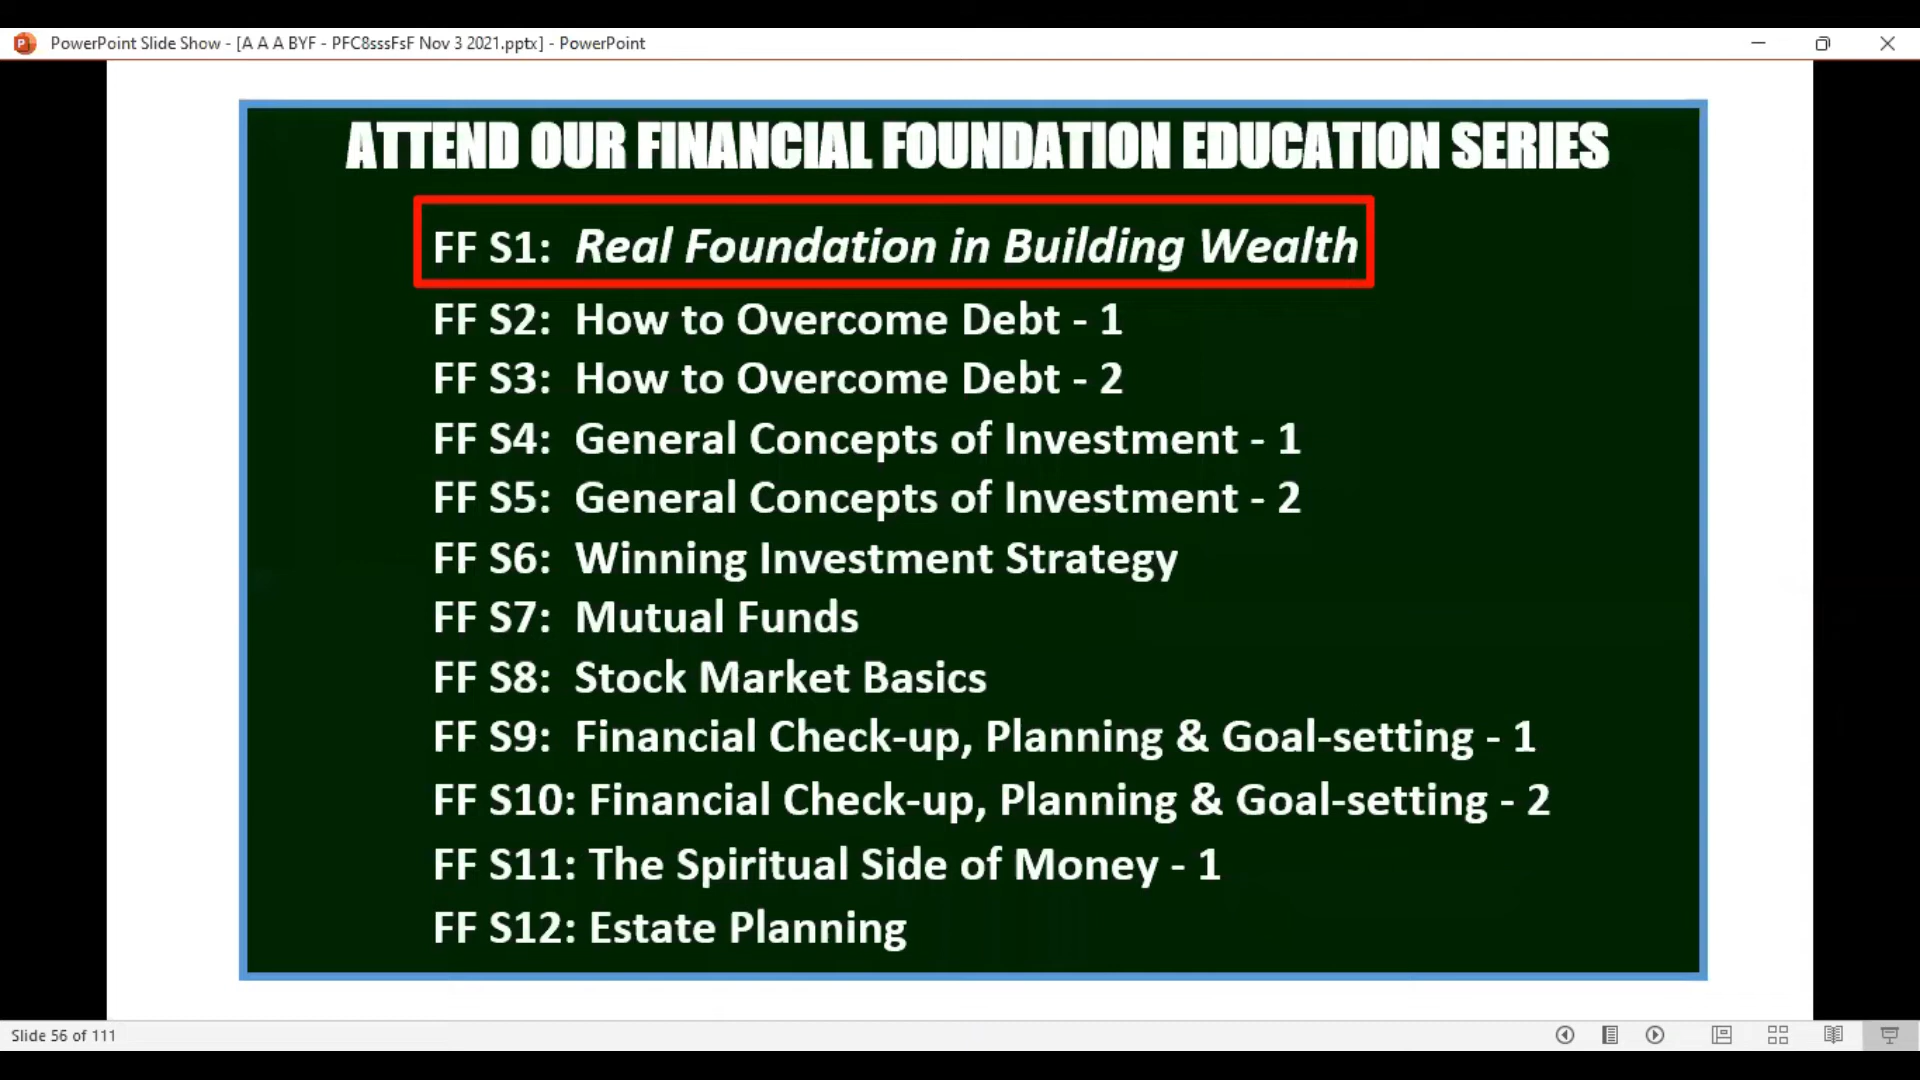 PowerPoint Slide Show - [A A A BYF - PFC8sssFsF Nov 3 2021.pptx] - PowerPoint
ATTEND OUR FINANCIAL FOUNDATION EDUCATION SERIES
FF S1: Real Foundation in Building Wealth
FF S2: How to Overcome Debt - 1
FF S3: How to Overcome Debt - 2
FF S4: General Concepts of Investment - 1
FF S5: General Concepts of Investment - 2
FF S6: Winning Investment Strategy
FF S7: Mutual Funds
FF S8: Stock Market Basics
FF S9: Financial Check-up, Planning & Goal-setting - 1
FF S10: Financial Check-up, Planning & Goal-setting - 2
FF S11: The Spiritual Side of Money - 1
FF S12: Estate Planning
Slide 56 of 111